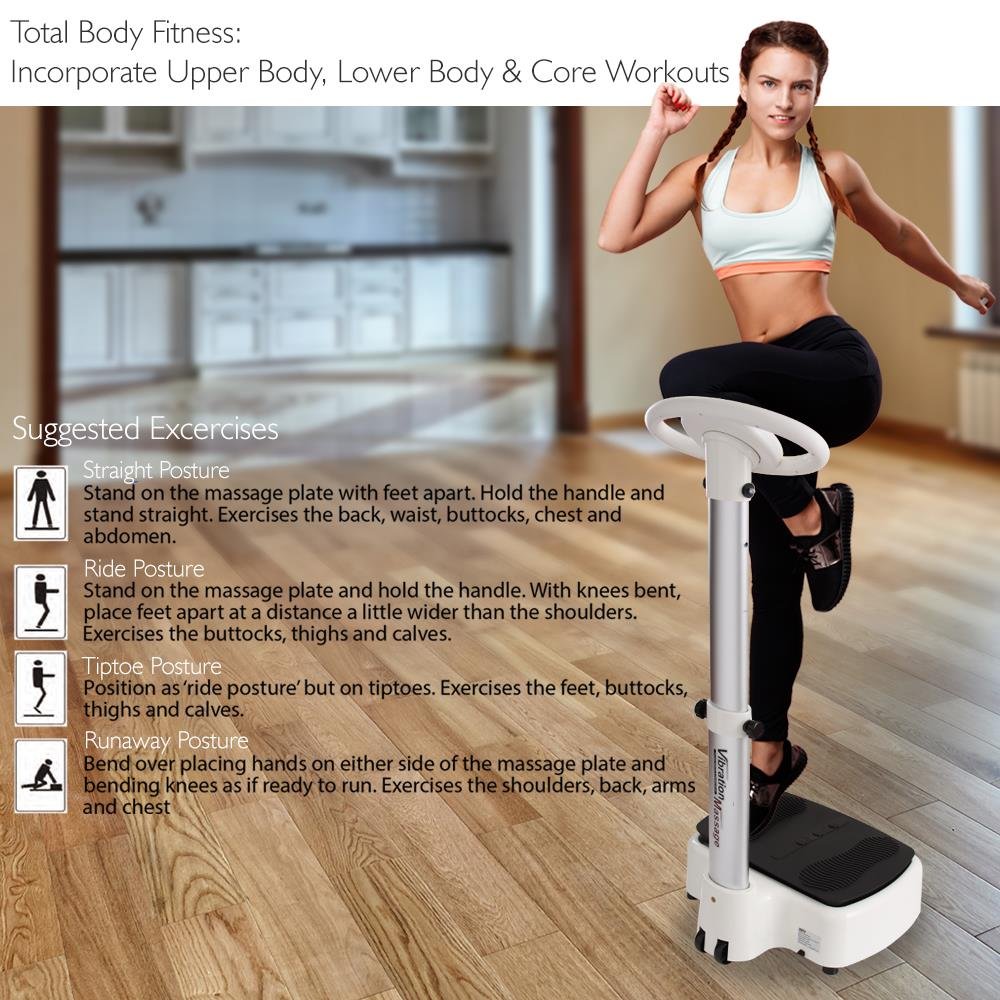 Total Body Fitness:
Incorporate Upper Body, Lower Body & Core Workouts
Suggested Excercises
Straight Posture
Stand on the massage plate with feet apart. Hold the handle and
stand straight. Exercises the back, waist, buttocks, chest and
abdomen.
Ride Posture
Stand on the massage plate and hold the handle. With knees bent,
place feet apart at a distance a little wider than the shoulders.
Exercises the buttocks, thighs and calves.
Tiptoe Posture
Position as 'ride posture' but on tiptoes. Exercises the feet, buttocks,
thighs and calves.
Runaway Posture
Bend over placing hands on either side of the massage plate and
bending knees as if ready to run. Exercises the shoulders, back, arms
and chest
Vibration Massage